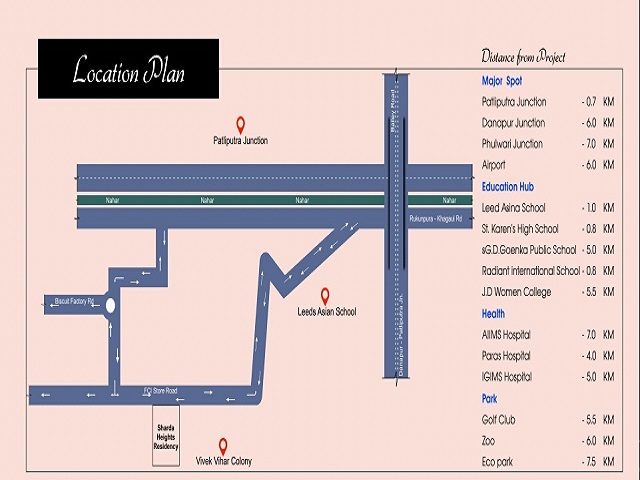 Location Plan
Distance from Project
Major Spot
Patliputra Junction - 0.7 KM
Danapur Junction - 6.0 KM
Phulwari Junction - 7.0 KM
Airport - 6.0 KM
Education Hub
Leed Asina School - 1.0 KM
St. Karen's High School - 0.8 KM
sG.D.Goenka Public School - 5.0 KM
Radiant international School - 0.8 KM
J.D Women College - 5.5 KM
Health
AIIMS Hospital - 7.0 KM
Paras Hospital - 4.0 KM
IGIMS Hospital - 5.0 KM
Park
Golf Club - 5.5 KM
Zoo - 6.0 KM
Eco park - 7.5 KM
Patliputra Junction
Nahar Nahar Nahar Nahar
Rukunpura - Khagaul Rd
Biscuit Factory Rd
Leeds Asian School
Danapur - Patliputra Jn.
FCI Store Road
Sharda
Heights
Residency
Vivek Vihar Colony